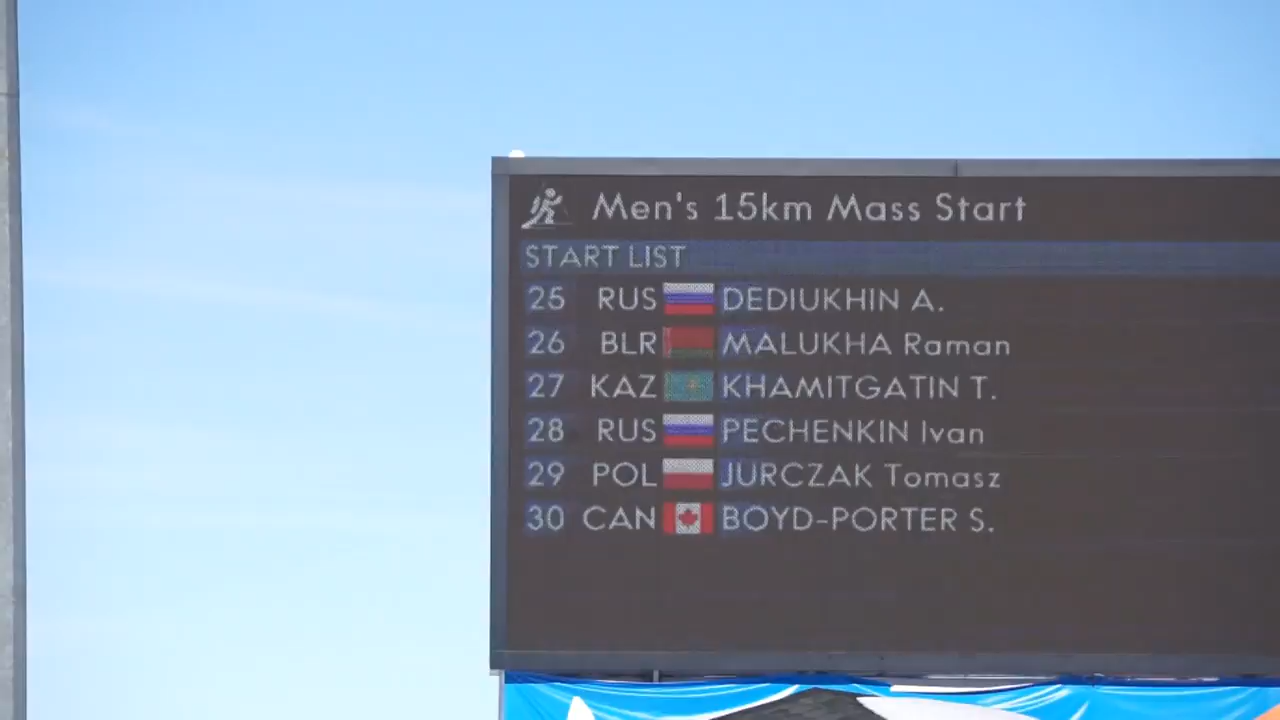 Men's 15km Mass Start
START LIST
25 RUS DEDIUKHIN A.
26 BLR MALUKHA Raman
27 KAZ KHAMITGATIN T.
28 RUS PECHENKIN Ivan
29 POL JURCZAK Tomasz
30 CAN BOYD-PORTER S.